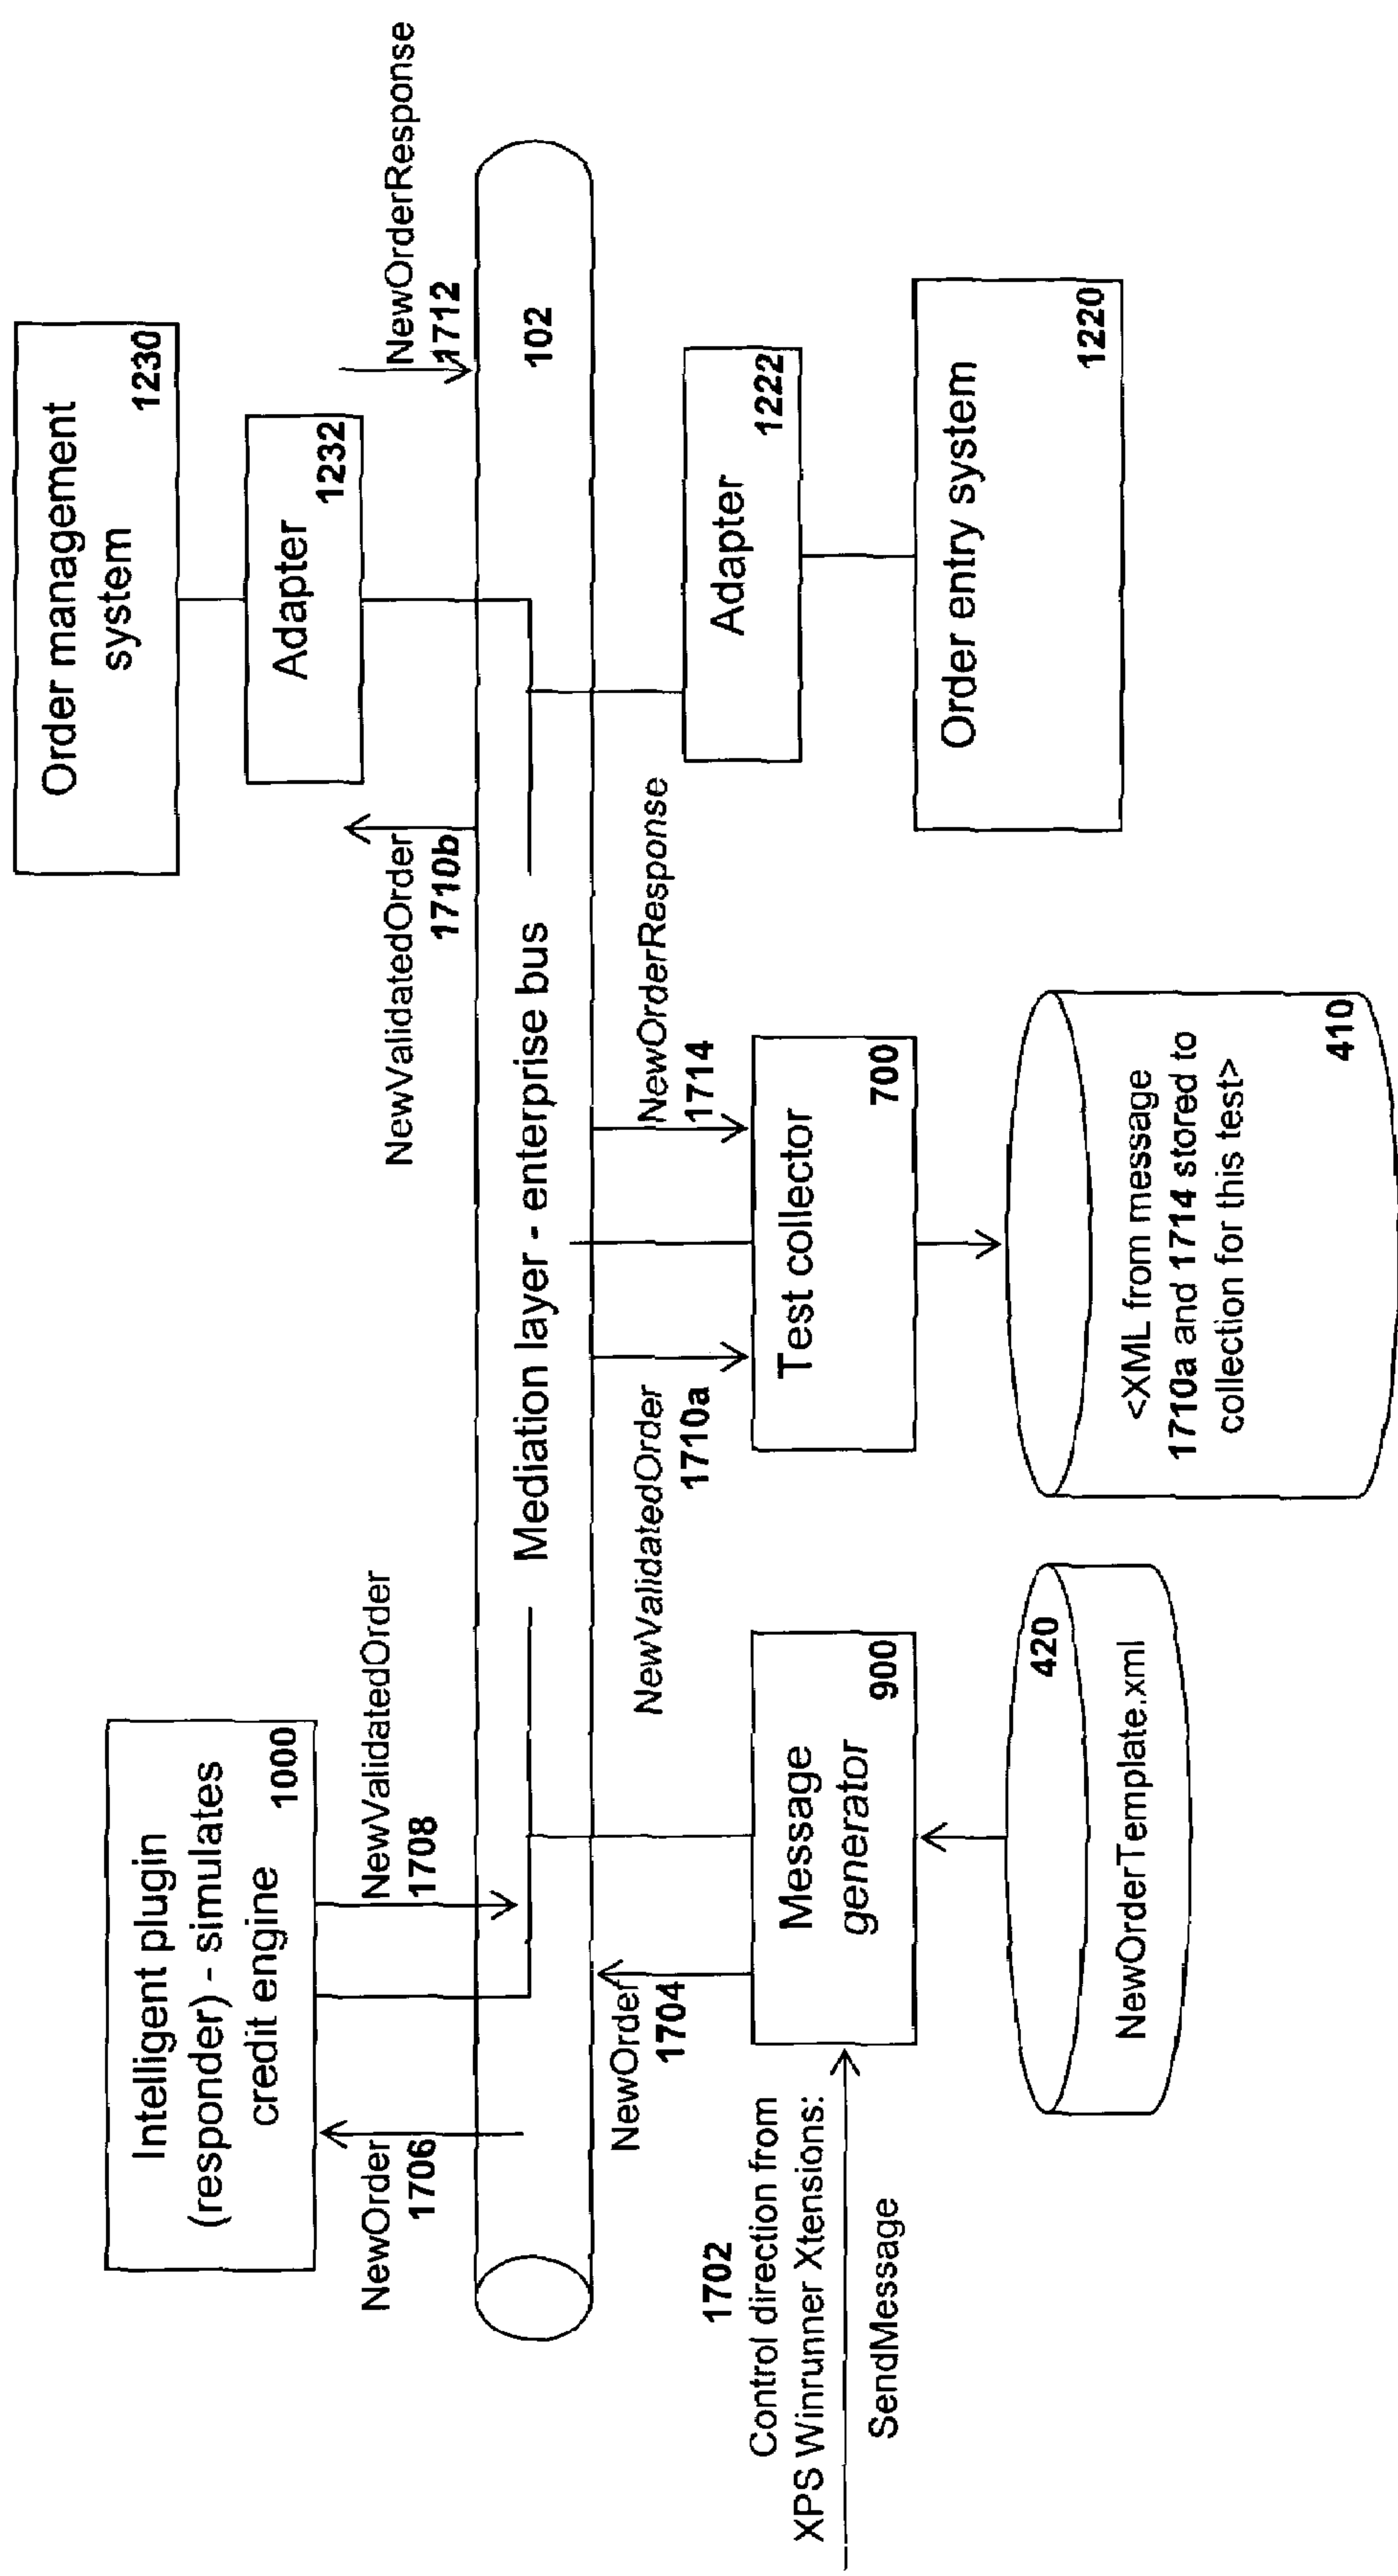 Intelligent plugin
(responder) - simulates
credit engine
1000
Order management
system
1230
NewOrder
1706
NewValidatedOrder
1708
NewValidatedOrder
1710b
Adapter
1232
NewOrderResponse
1712
Mediation layer - enterprise bus
102
1702
Control direction from
XPS Winrunner Xtensions:
SendMessage
NewOrder
1704
Message
generator
900
NewValidatedOrder
1710a
Test collector
700
NewOrderResponse
1714
Adapter
1222
420
NewOrderTemplate.xml
<XML from message
1710a and 1714 stored to
collection for this test>
410
Order entry system
1220